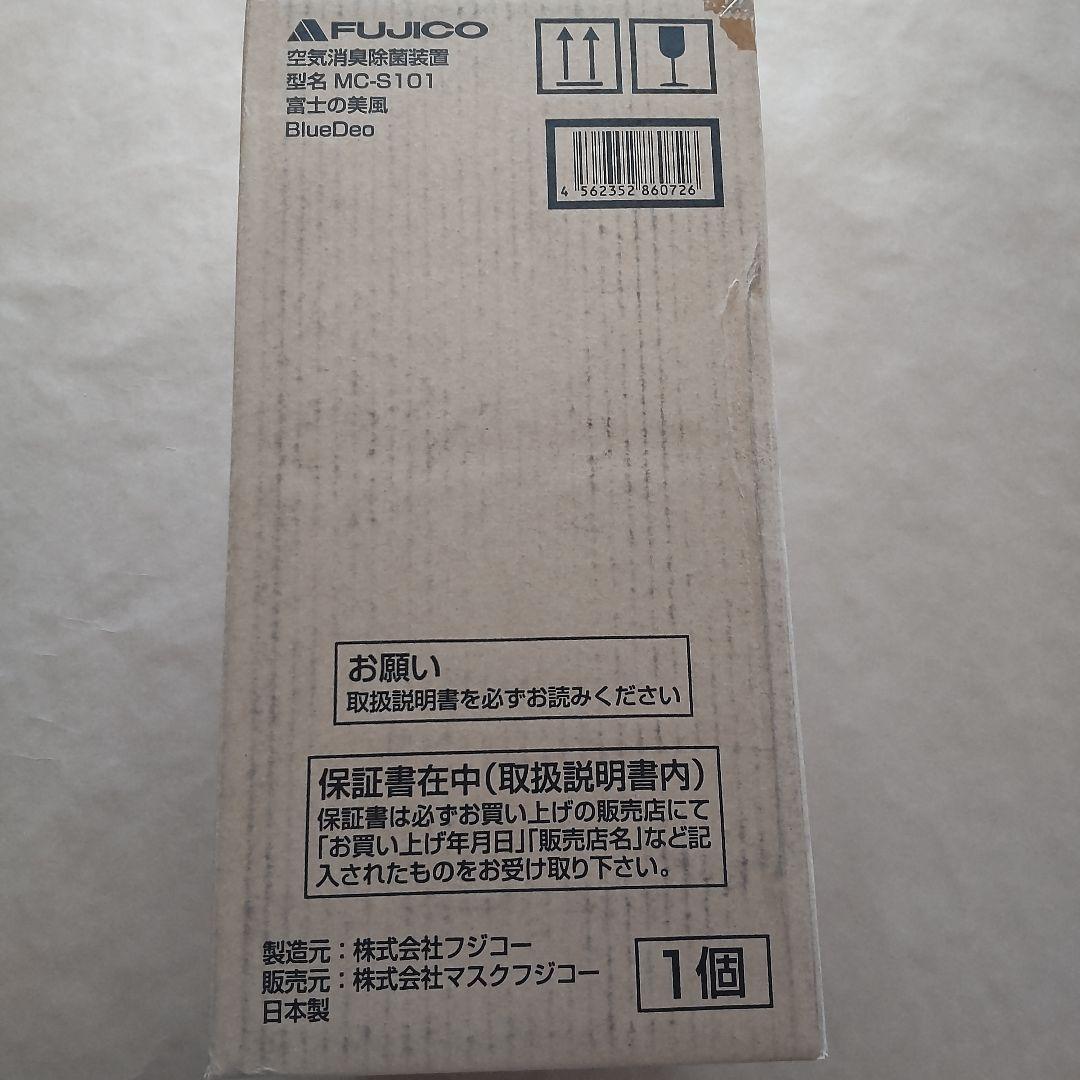 FUJICO
空気消臭除菌装置
型名 MC-S101
富士の美風
BlueDeo
4 562352 860726
お願い
取扱説明書を必ずお読みください
保証書在中(取扱説明書内)
保証書は必ずお買い上げの販売店にて
「お買い上げ年月日」「販売店名」など記
入されたものをお受け取り下さい。
製造元：株式会社フジコー
販売元：株式会社マスクフジコー
日本製
1個